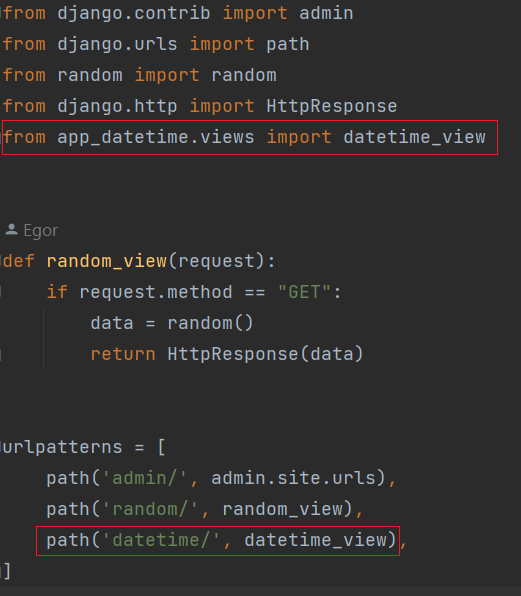 from django.contrib import admin
from django.urls import path
from random import random
from django.http import HttpResponse
from app_datetime.views import datetime_view
Egor
def random_view(request):
    if request.method == "GET":
        data = random()
        return HttpResponse(data)
urlpatterns = [
    path('admin/', admin.site.urls),
    path('random/', random_view),
    path('datetime/', datetime_view),
]